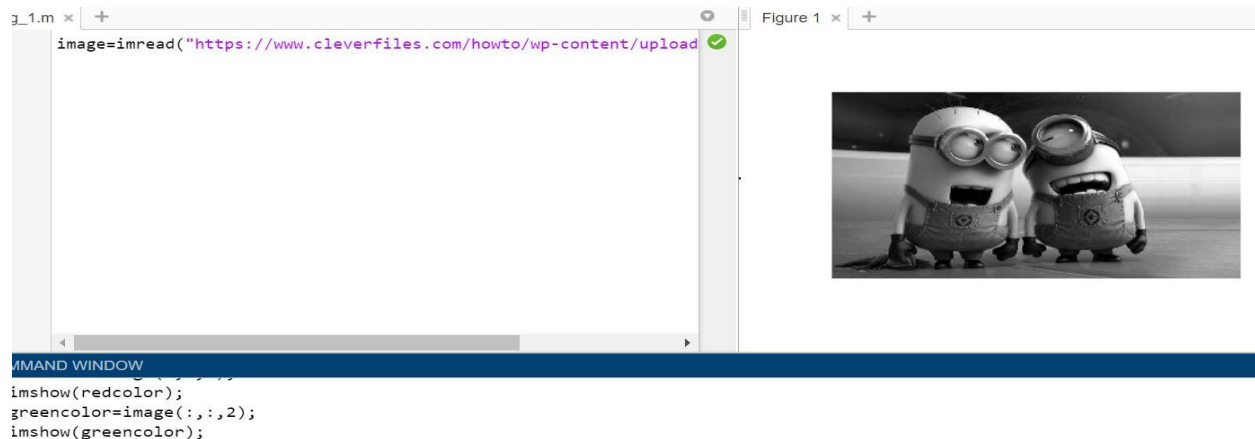 g_1.m × +
image=imread("https://www.cleverfiles.com/howto/wp-content/upload
Figure 1 × +
MMAND WINDOW
imshow(redcolor);
greencolor=image(:,:,2);
imshow(greencolor);